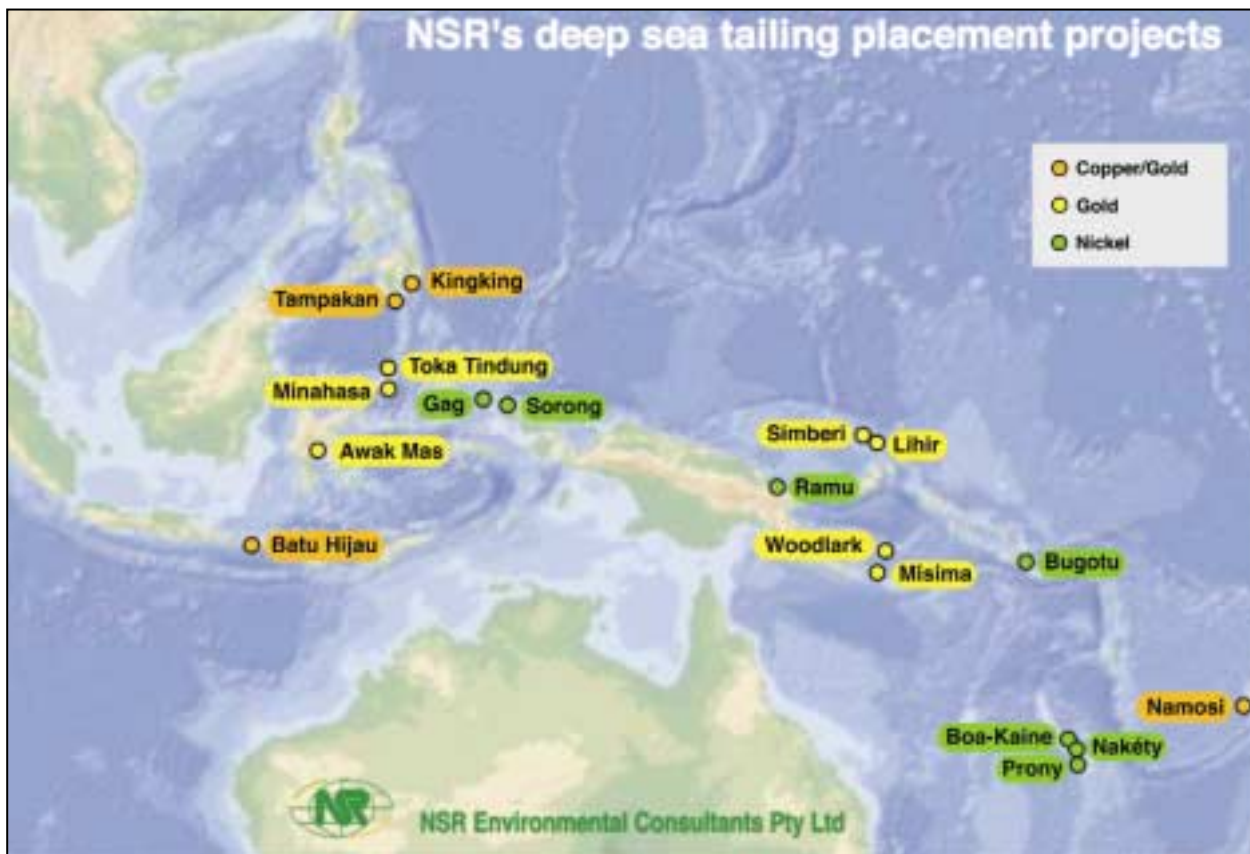 NSR's deep sea tailing placement projects
Copper/Gold
Gold
Nickel
Kingking
Tampakan
Toka Tindung
Minahasa
Gag
Sorong
Awak Mas
Simberi
Lihir
Ramu
Batu Hijau
Woodlark
Misima
Bugotu
Namosi
Boa-Kaine
Nakéty
Prony
NR
NSR Environmental Consultants Pty Ltd